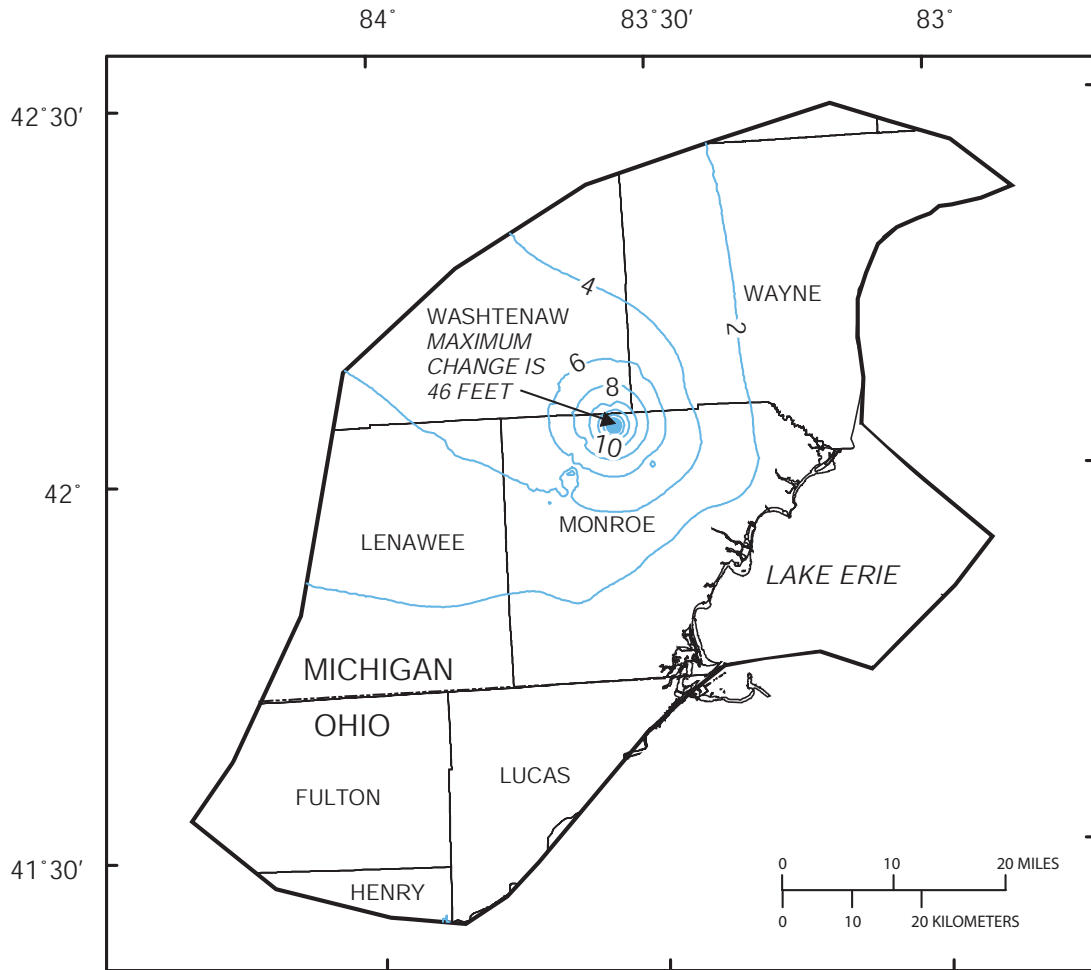 84° 83°30′ 83°
42°30′
4
WAYNE
WASHTENAW
2
MAXIMUM
CHANGE IS
46 FEET
6
8
10
42°
MONROE
LENAWEE
LAKE ERIE
MICHIGAN
OHIO
LUCAS
FULTON
41°30′
HENRY
0 10 20 MILES
0 10 20 KILOMETERS